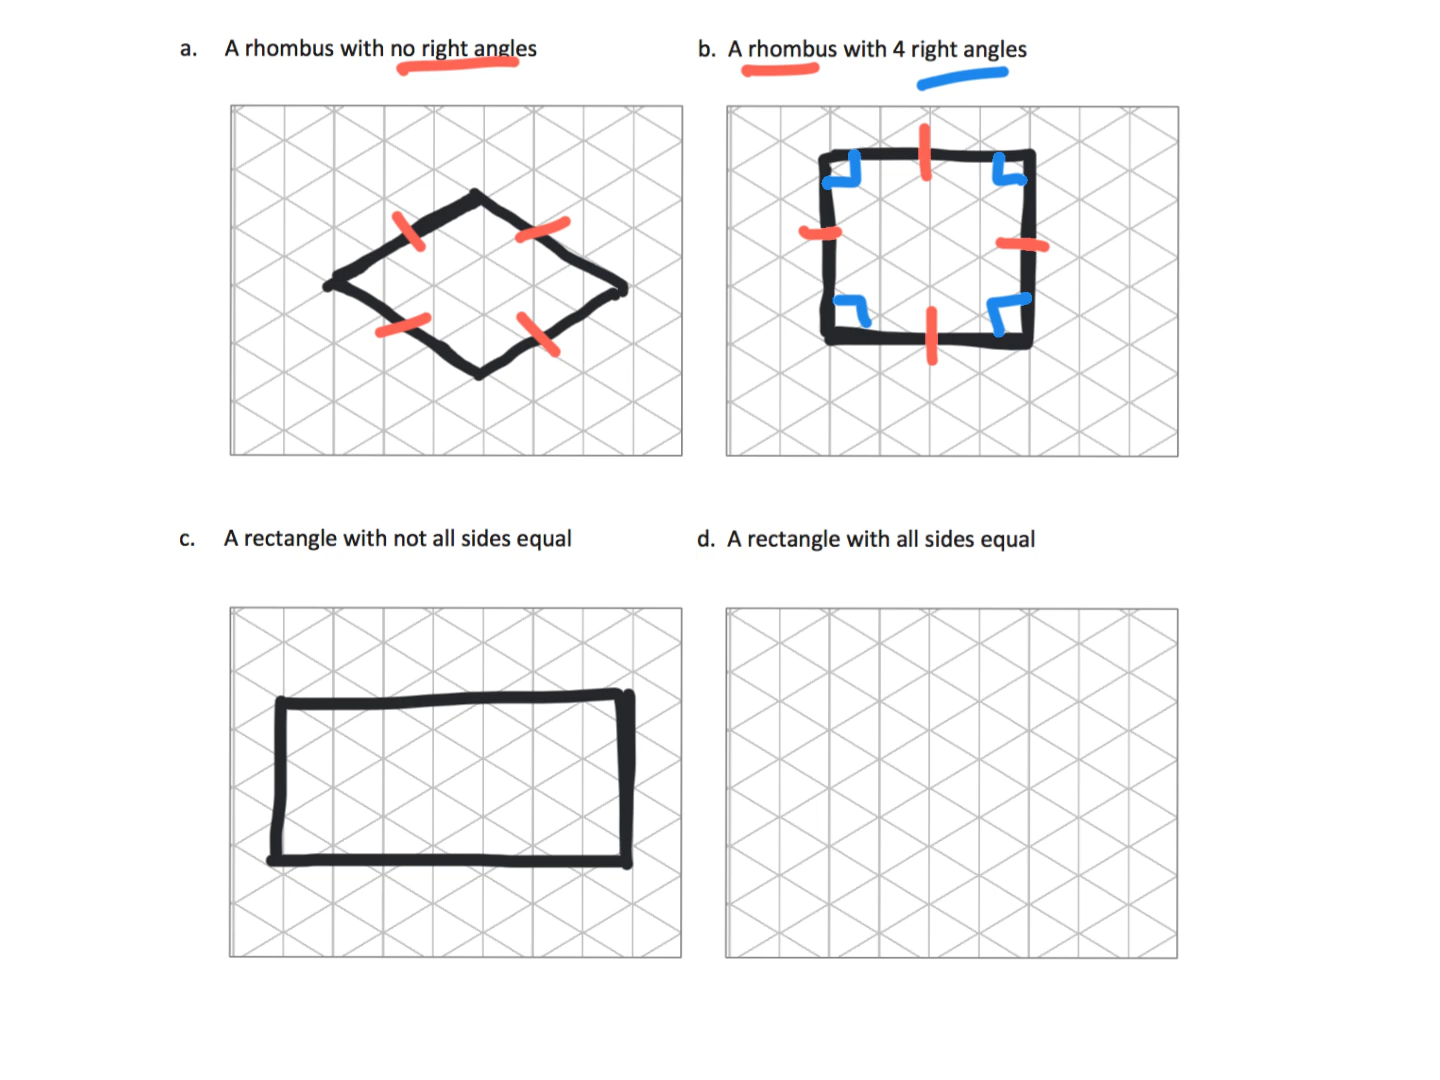 a. A rhombus with no right angles
b. A rhombus with 4 right angles
c. A rectangle with not all sides equal
d. A rectangle with all sides equal